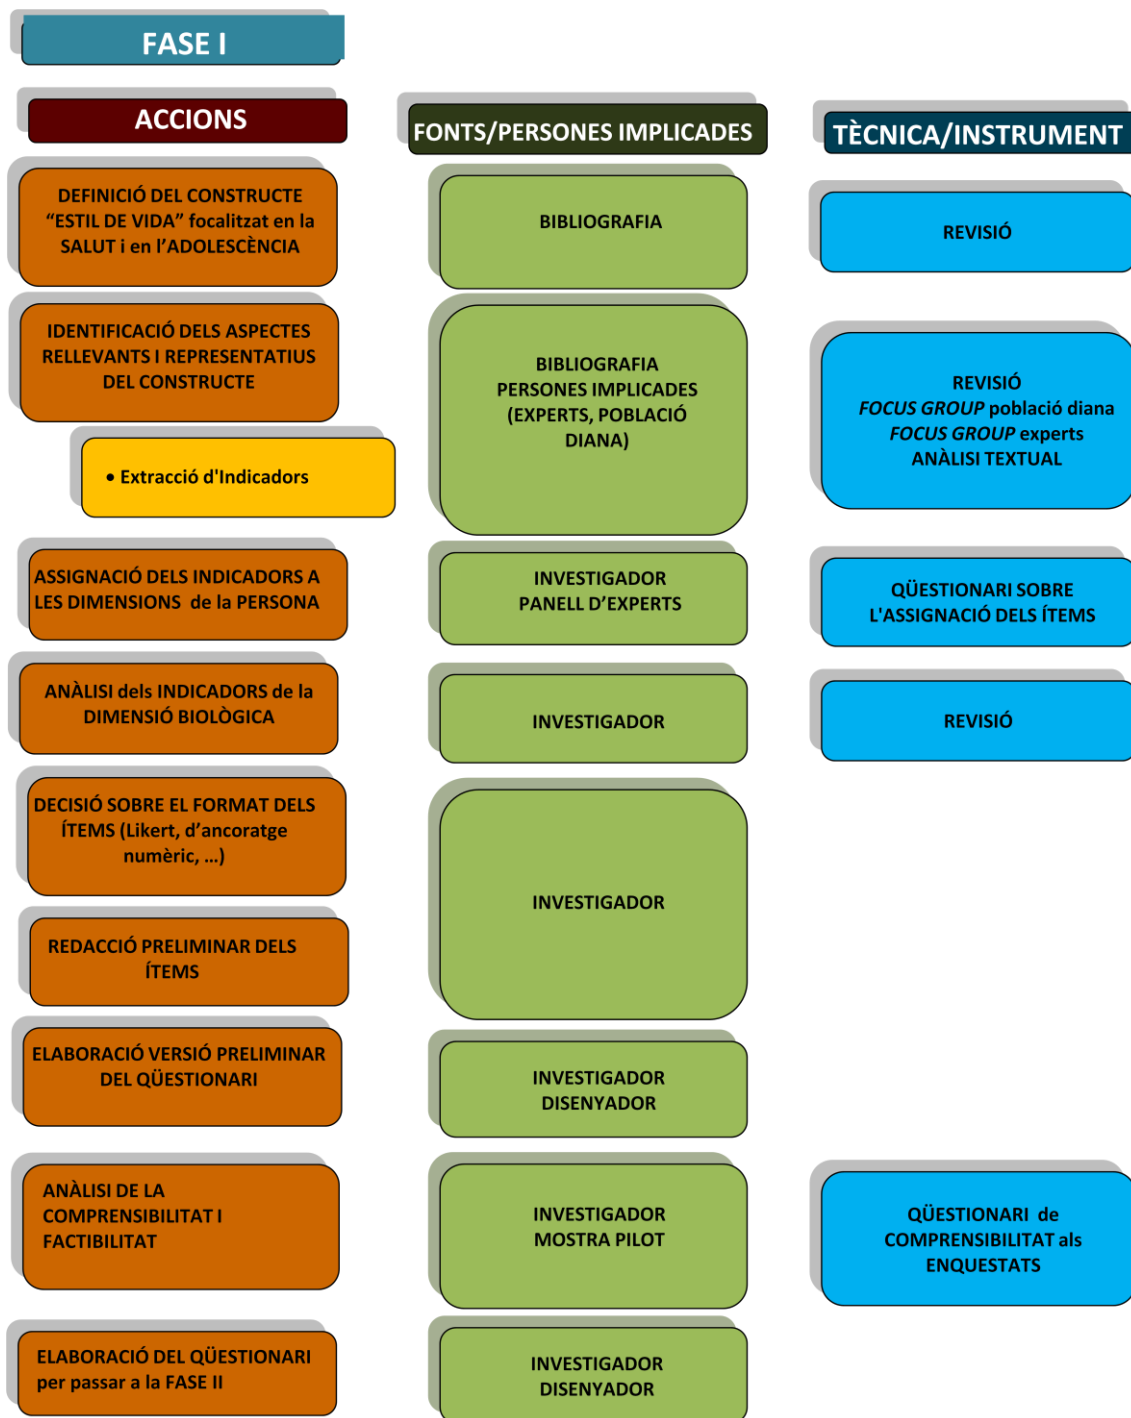 FASE I
ACCIONS
FONTS/PERSONES IMPLICADES
TÈCNICA/INSTRUMENT
DEFINICIÓ DEL CONSTRUCTE
“ESTIL DE VIDA” focalitzat en la
SALUT i en l’ADOLESCÈNCIA
BIBLIOGRAFIA
REVISIÓ
IDENTIFICACIÓ DELS ASPECTES
RELLEVANTS I REPRESENTATIUS
DEL CONSTRUCTE
• Extracció d'Indicadors
BIBLIOGRAFIA
PERSONES IMPLICADES
(EXPERTS, POBLACIÓ
DIANA)
REVISIÓ
FOCUS GROUP població diana
FOCUS GROUP experts
ANÀLISI TEXTUAL
ASSIGNACIÓ DELS INDICADORS A
LES DIMENSIONS de la PERSONA
INVESTIGADOR
PANELL D’EXPERTS
QÜESTIONARI SOBRE
L'ASSIGNACIÓ DELS ÍTEMS
ANÀLISI dels INDICADORS de la
DIMENSIÓ BIOLÒGICA
INVESTIGADOR
REVISIÓ
DECISIÓ SOBRE EL FORMAT DELS
ÍTEMS (Likert, d’ancoratge
numèric, …)
INVESTIGADOR
REDACCIÓ PRELIMINAR DELS
ÍTEMS
ELABORACIÓ VERSIÓ PRELIMINAR
DEL QÜESTIONARI
INVESTIGADOR
DISENYADOR
ANÀLISI DE LA
COMPRENSIBILITAT I
FACTIBILITAT
INVESTIGADOR
MOSTRA PILOT
QÜESTIONARI de
COMPRENSIBILITAT als
ENQUESTATS
ELABORACIÓ DEL QÜESTIONARI
per passar a la FASE II
INVESTIGADOR
DISENYADOR